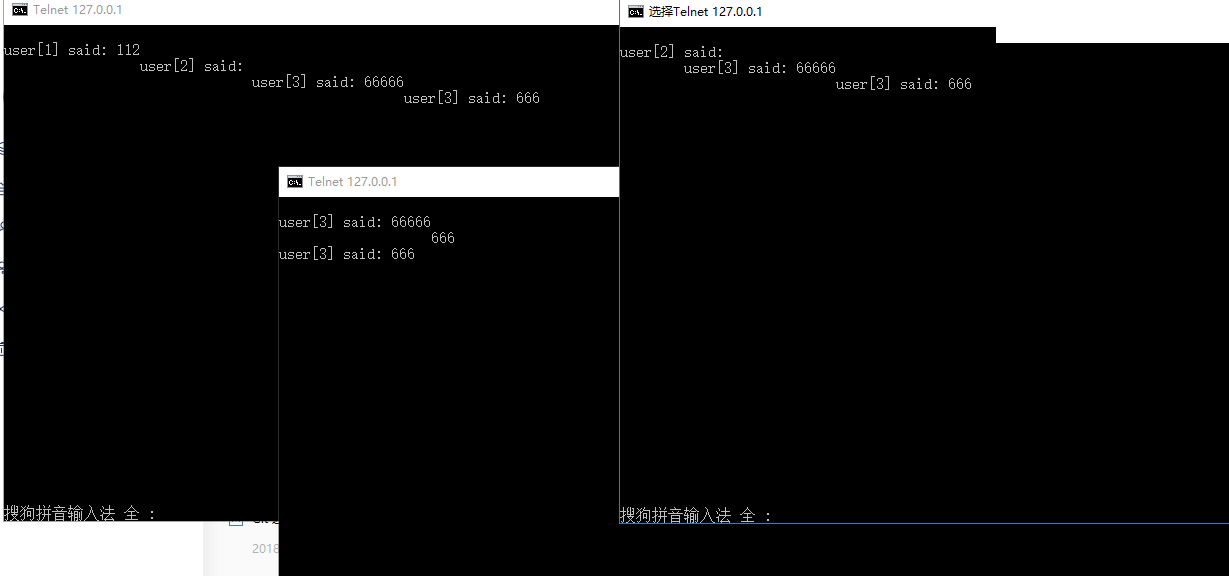 Telnet 127.0.0.1
user[1] said: 112
user[2] said:
user[3] said: 66666
user[3] said: 666
搜狗拼音输入法 全 :
Telnet 127.0.0.1
user[3] said: 66666
666
user[3] said: 666
选择Telnet 127.0.0.1
user[2] said:
user[3] said: 66666
user[3] said: 666
搜狗拼音输入法 全 :
2018